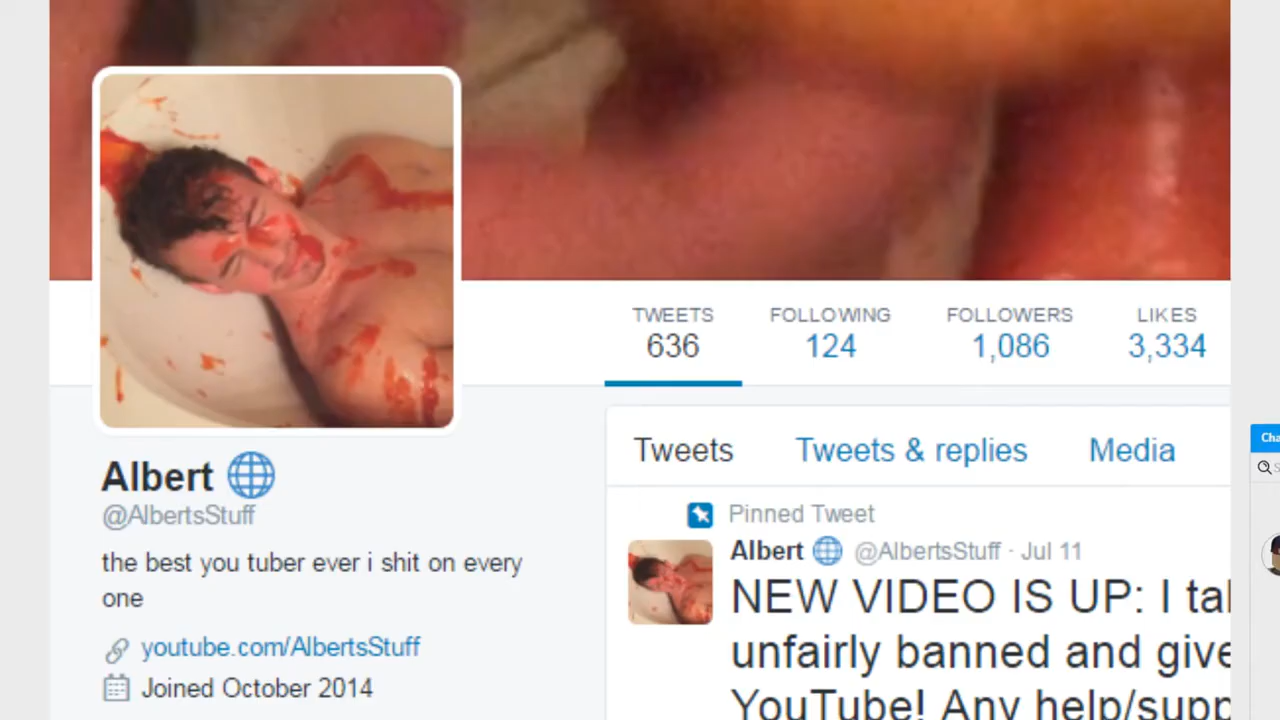 TWEETS FOLLOWING FOLLOWERS LIKES
636 124 1,086 3,334
Tweets Tweets & replies Media
Albert
@AlbertsStuff
the best you tuber ever i shit on every
one
youtube.com/AlbertsStuff
Joined October 2014
Pinned Tweet
Albert @AlbertsStuff · Jul 11
NEW VIDEO IS UP: I
unfairly banned and
YouTube! Any